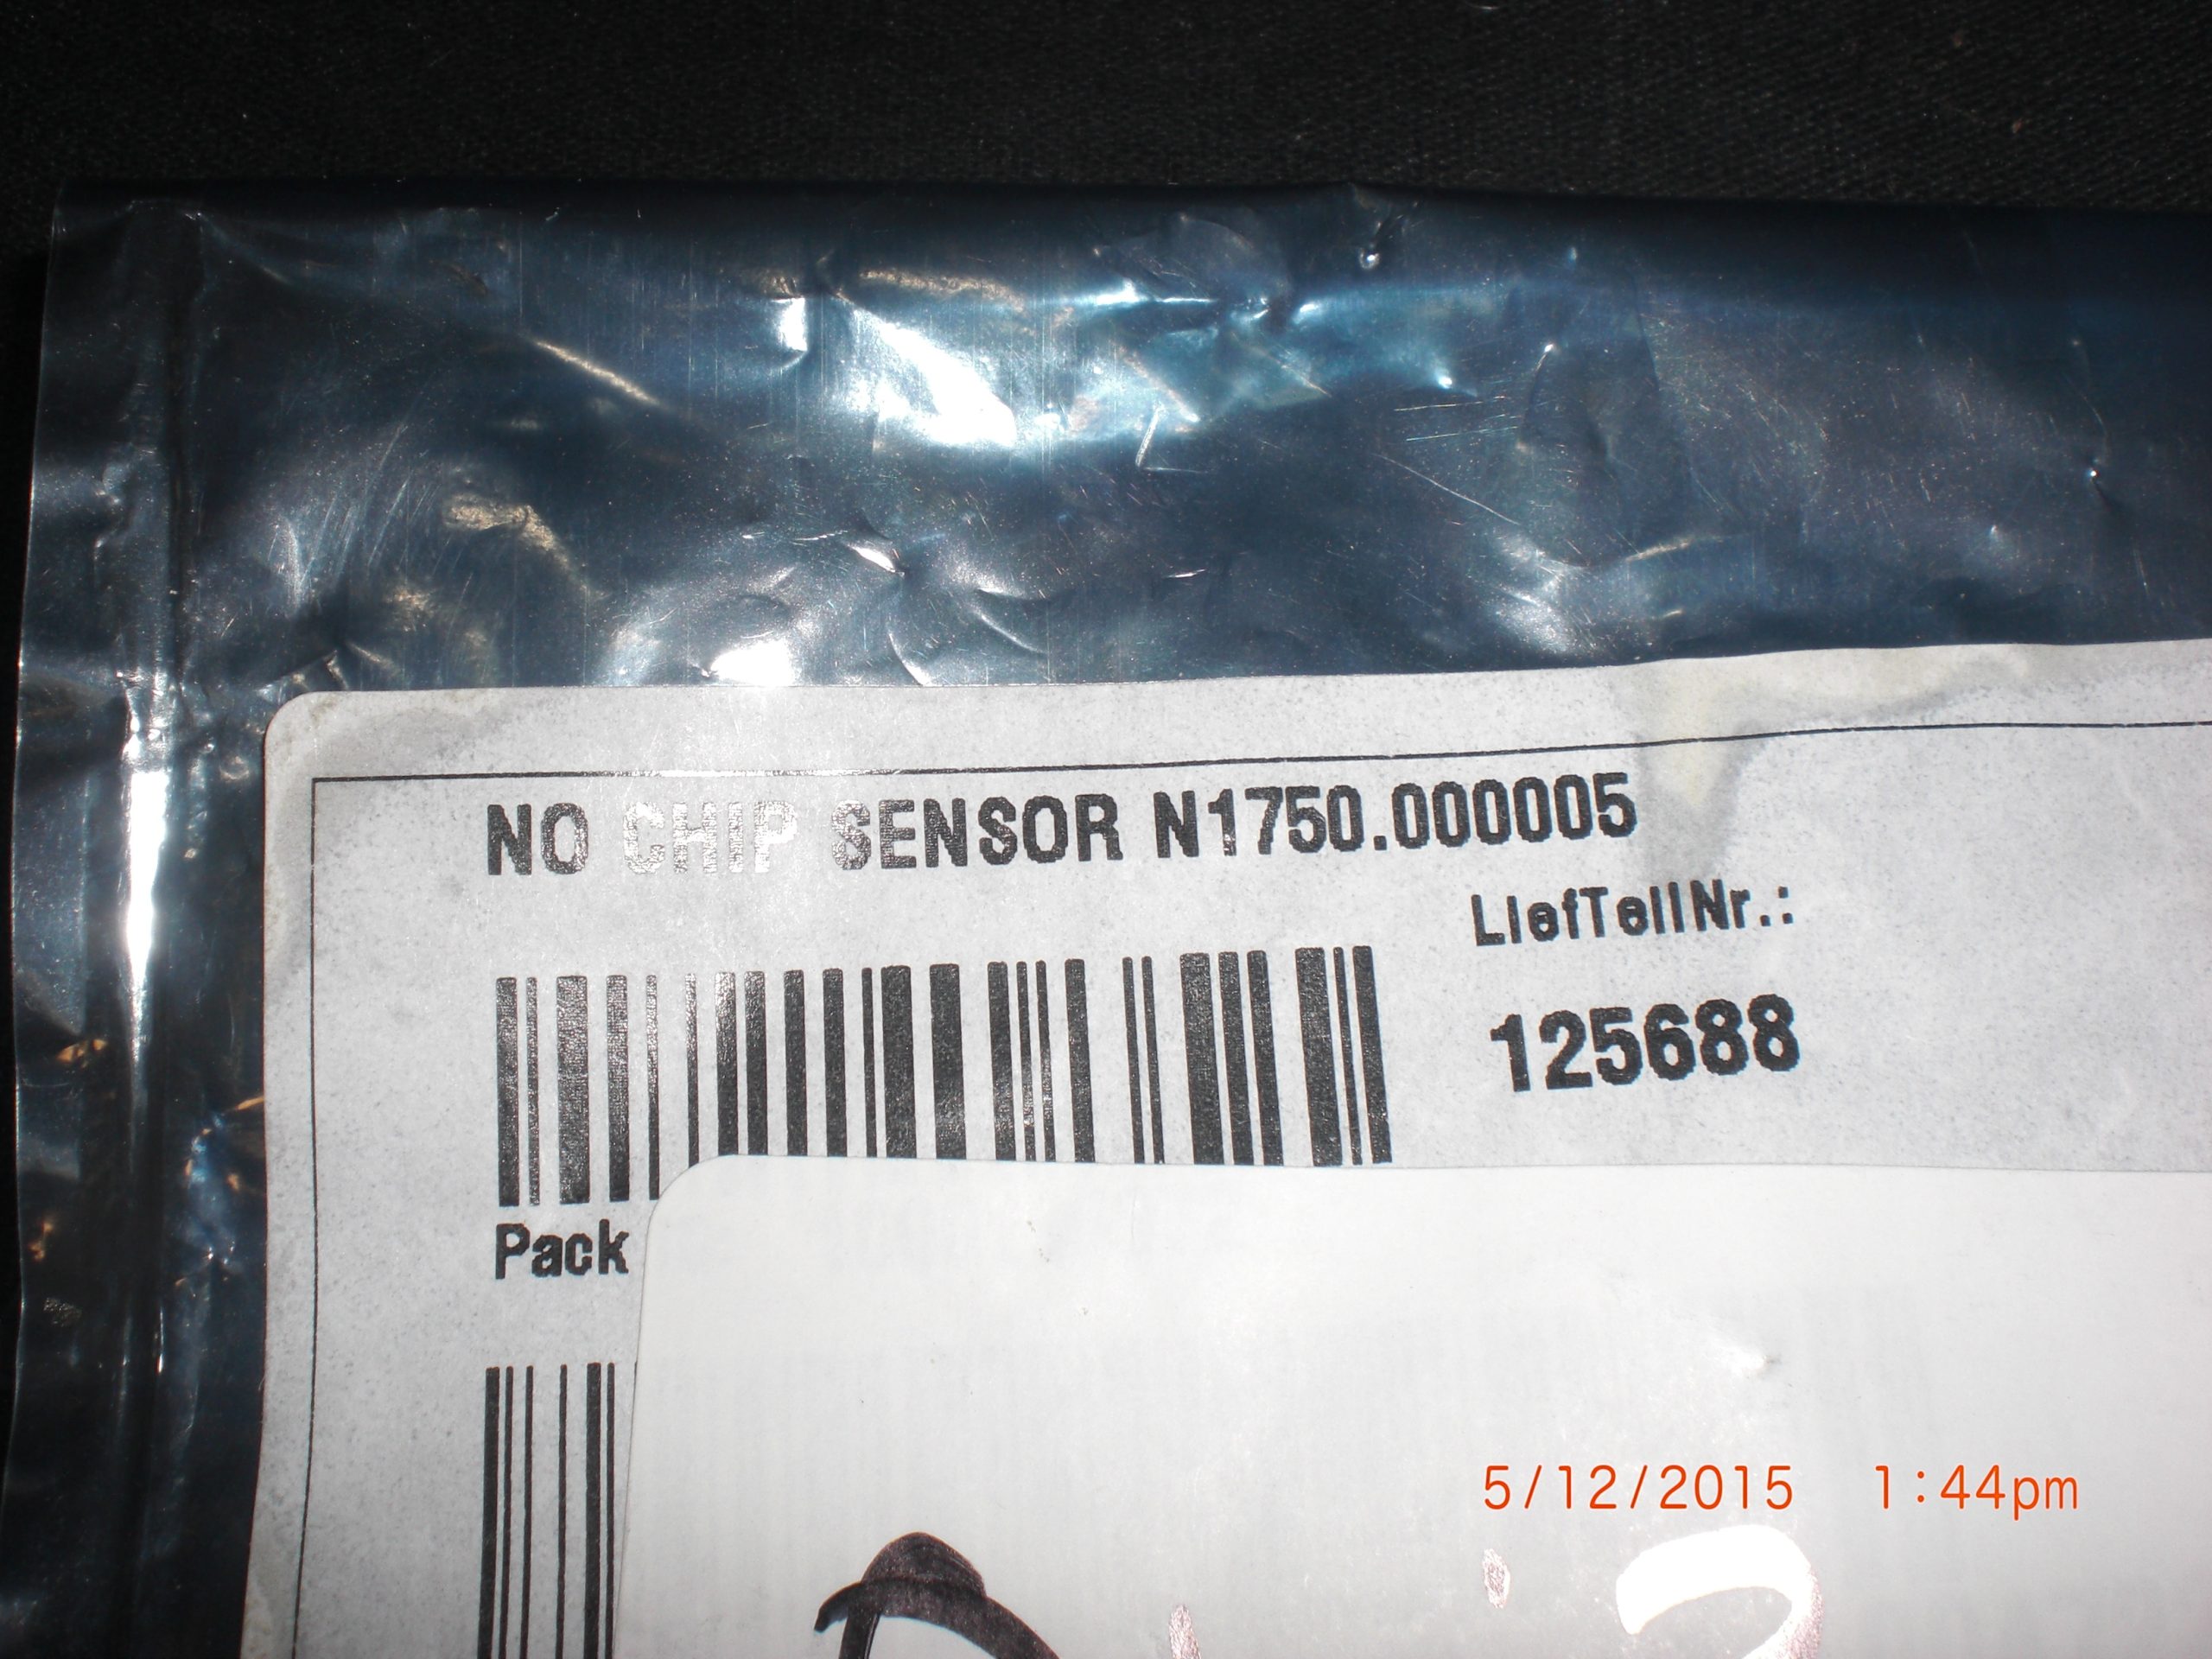 NO CHIP SENSOR N1750.000005
LiefTeilNr.:
125688
Pack
5/12/2015 1:44pm